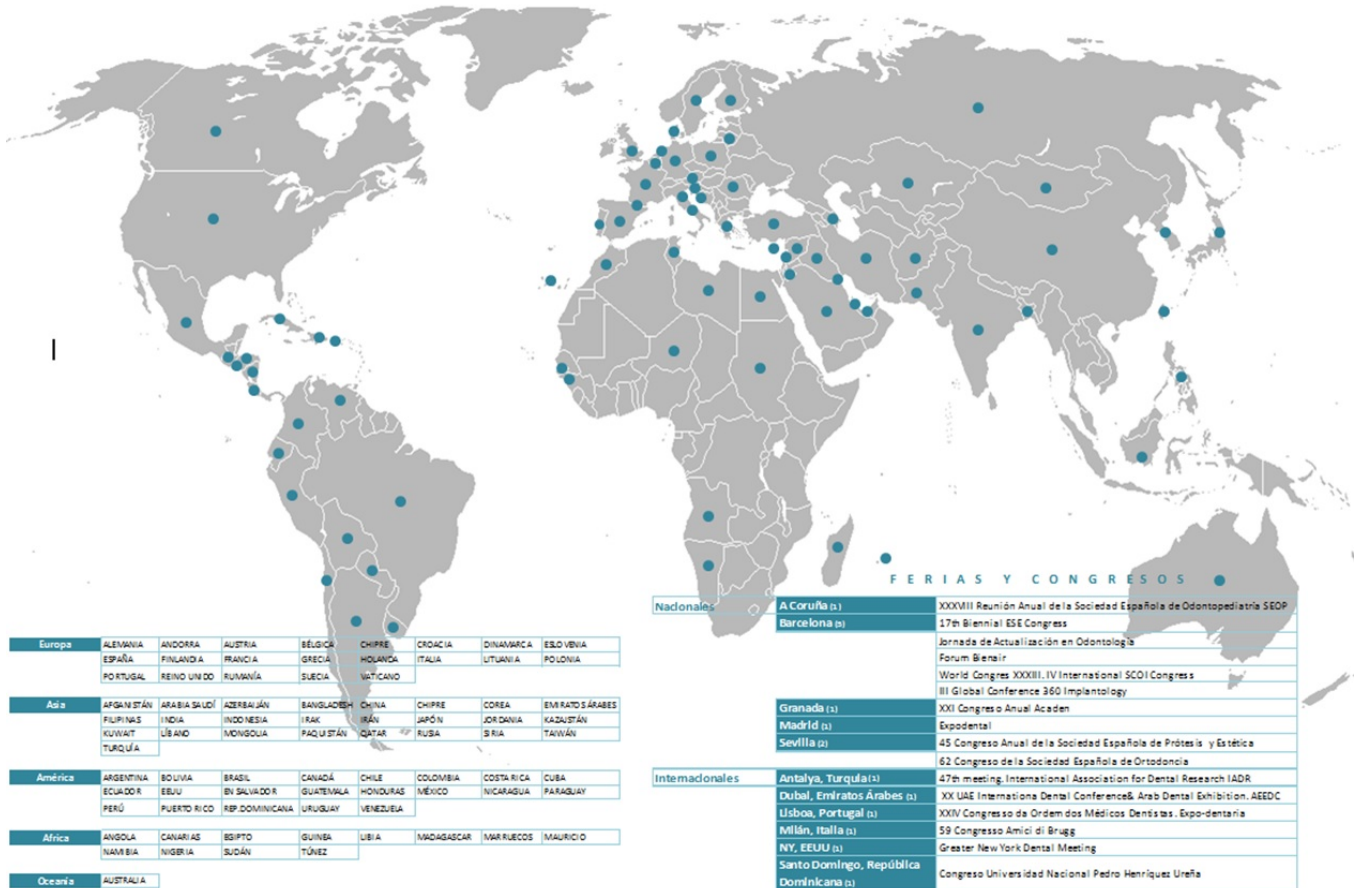 FERIAS Y CONGRESOS
Nacionales A Coruña (1) XXXVIII Reunión Anual de la Sociedad Española de Odontopediatría SEOP
Barcelona (5) 17th Biennial ESE Congress
Jornada de Actualización en Odontología
Forum Bienair
World Congres XXXIII. IV International SCOI Congress
III Global Conference 360 Implantology
Granada (1) XXI Congreso Anual Acaden
Madrid (1) Expodental
Sevilla (2) 45 Congreso Anual de la Sociedad Española de Prótesis y Estética
62 Congreso de la Sociedad Española de Ortodoncia
Internacionales Antalya, Turquía (1) 47th meeting. International Association for Dental Research IADR
Dubai, Emiratos Árabes (1) XX UAE Internationa Dental Conference& Arab Dental Exhibition. AEEDC
Lisboa, Portugal (1) XXIV Congresso da Ordem dos Médicos Dentistas. Expo-dentaria
Milán, Italia (1) 59 Congresso Amici di Brugg
NY, EEUU (1) Greater New York Dental Meeting
Santo Domingo, República
Dominicana (1) Congreso Universidad Nacional Pedro Henríquez Ureña
Europa ALEMANIA ANDORRA AUSTRIA BÉLGICA CHIPRE CROACIA DINAMARCA ESLOVENIA
ESPAÑA FINLANDIA FRANCIA GRECIA HOLANDA ITALIA LITUANIA POLONIA
PORTUGAL REINO UNIDO RUMANÍA SUECIA VATICANO
Asia AFGANISTÁN ARABIA SAUDÍ AZERBAIJÁN BANGLADESH CHINA CHIPRE COREA EMIRATOS ÁRABES
FILIPINAS INDIA INDONESIA IRAK IRÁN JAPÓN JORDANIA KAZAJSTÁN
KUWAIT LÍBANO MONGOLIA PAQUISTÁN QATAR RUSIA SIRIA TAIWÁN
TURQUÍA
América ARGENTINA BOLIVIA BRASIL CANADÁ CHILE COLOMBIA COSTA RICA CUBA
ECUADOR EEUU EN SALVADOR GUATEMALA HONDURAS MÉXICO NICARAGUA PARAGUAY
PERÚ PUERTO RICO REP.DOMINICANA URUGUAY VENEZUELA
Africa ANGOLA CANARIAS EGIPTO GUINEA LIBIA MADAGASCAR MARRUECOS MAURICIO
NAMIBIA NIGERIA SUDÁN TÚNEZ
Oceanía AUSTRALIA